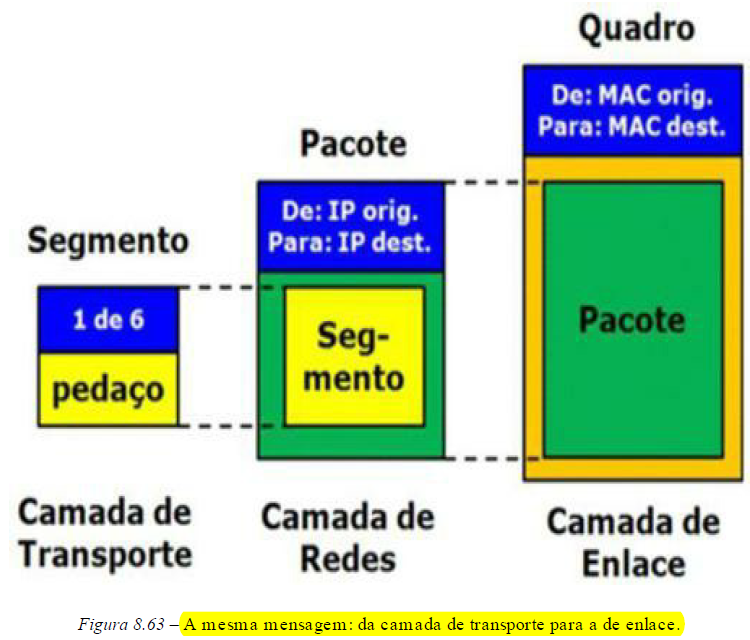 Segmento
1 de 6
pedaço
Camada de
Transporte
Pacote
De: IP orig.
Para: IP dest.
Seg-
mento
Camada de
Redes
Quadro
De: MAC orig.
Para: MAC dest.
Pacote
Camada de
Enlace
Figura 8.63 – A mesma mensagem: da camada de transporte para a de enlace.